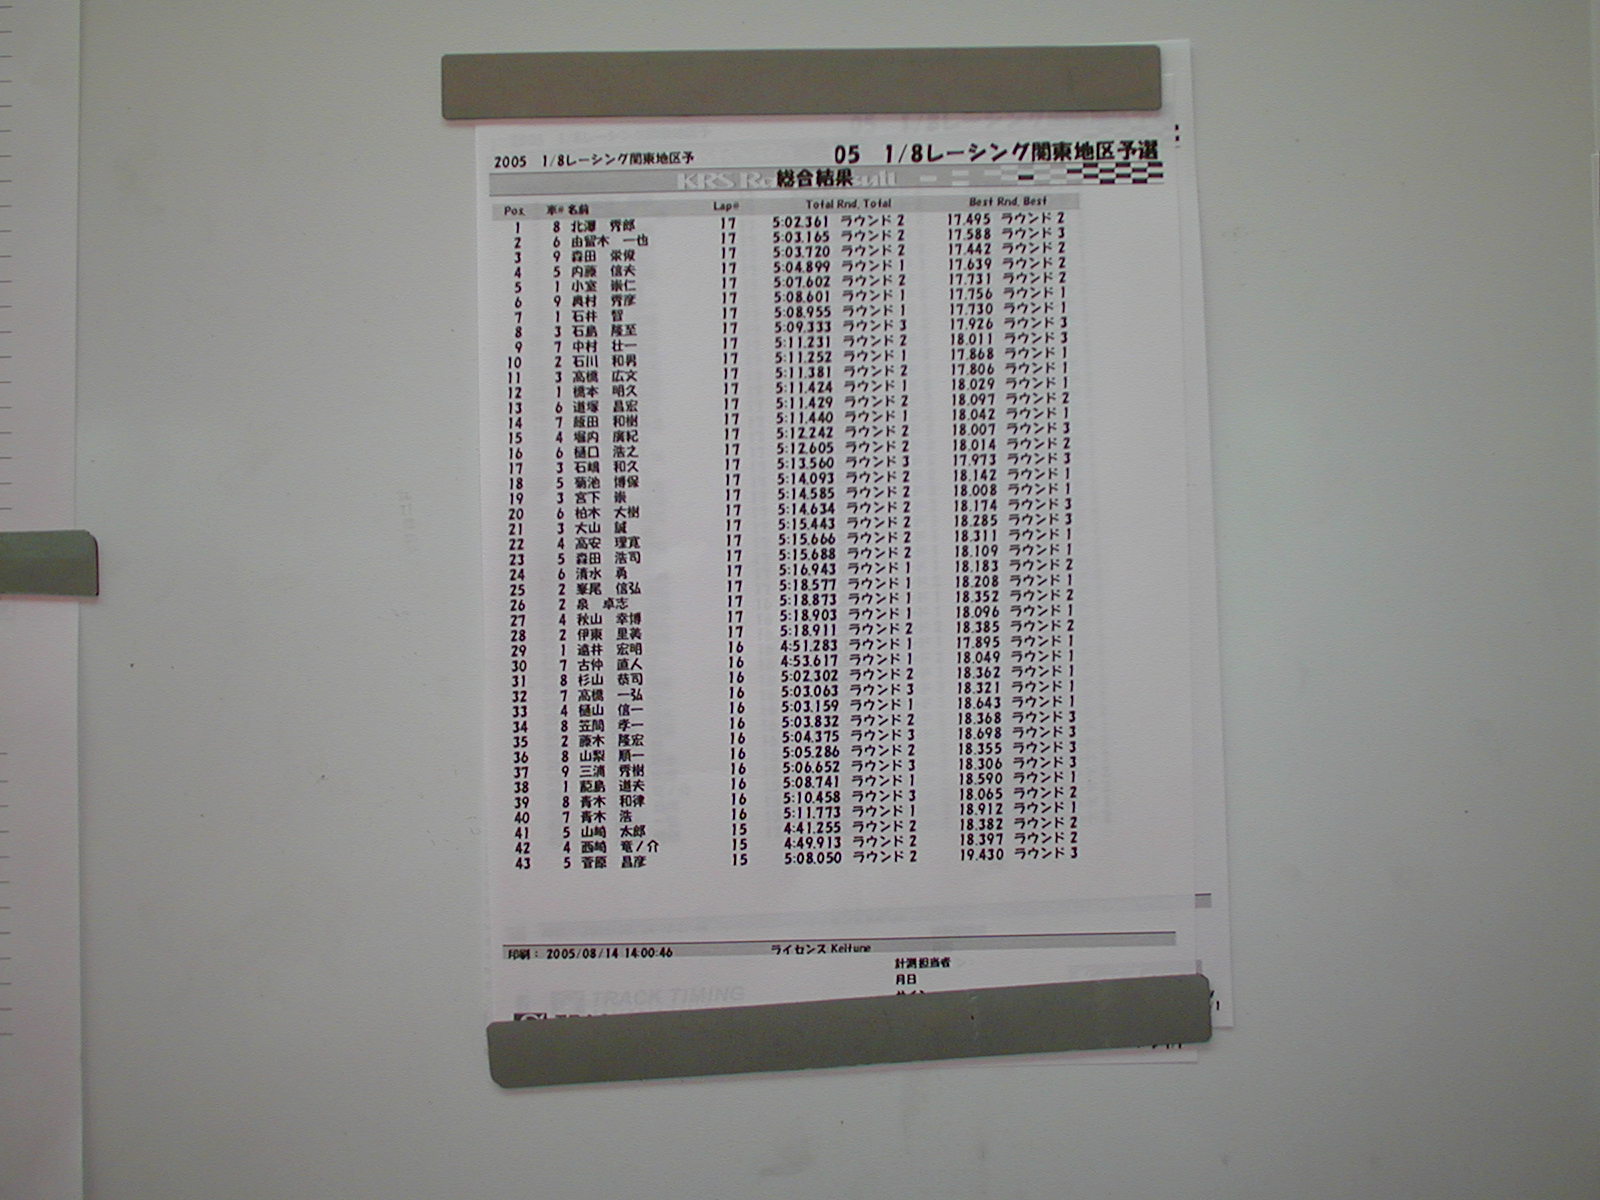 2005 1/8レーシング関東地区予
05 1/8レーシング関東地区予選
総合結果
Pos. 車# 名前 Lap# Total Rnd. Total Best Rnd. Best
1 8 北澤 秀郎 17 5:02.361 ラウンド 2 17.495 ラウンド 2
2 6 由留木 一也 17 5:03.165 ラウンド 2 17.588 ラウンド 3
3 9 森田 栄俊 17 5:03.720 ラウンド 2 17.442 ラウンド 2
4 5 内藤 信夫 17 5:04.899 ラウンド 1 17.639 ラウンド 2
5 1 小室 崇仁 17 5:07.602 ラウンド 2 17.731 ラウンド 2
6 9 奥村 秀彦 17 5:08.601 ラウンド 1 17.756 ラウンド 1
7 1 石井 智 17 5:08.955 ラウンド 1 17.730 ラウンド 1
8 3 石島 隆至 17 5:09.333 ラウンド 3 17.926 ラウンド 3
9 7 中村 壮一 17 5:11.231 ラウンド 2 18.011 ラウンド 3
10 2 石川 和男 17 5:11.252 ラウンド 1 17.868 ラウンド 1
11 3 高橋 広文 17 5:11.381 ラウンド 2 17.806 ラウンド 1
12 1 橋本 明久 17 5:11.424 ラウンド 1 18.029 ラウンド 1
13 6 道塚 昌宏 17 5:11.429 ラウンド 2 18.097 ラウンド 2
14 7 飯田 和樹 17 5:11.440 ラウンド 1 18.042 ラウンド 1
15 4 堀内 廣紀 17 5:12.242 ラウンド 2 18.007 ラウンド 3
16 6 樋口 浩之 17 5:12.605 ラウンド 2 18.014 ラウンド 2
17 3 石嶋 和久 17 5:13.560 ラウンド 3 17.973 ラウンド 3
18 5 菊池 博保 17 5:14.093 ラウンド 2 18.142 ラウンド 1
19 3 宮下 崇 17 5:14.585 ラウンド 2 18.008 ラウンド 1
20 6 柏木 大樹 17 5:14.634 ラウンド 2 18.174 ラウンド 3
21 3 大山 誠 17 5:15.443 ラウンド 2 18.285 ラウンド 3
22 4 高安 理寛 17 5:15.666 ラウンド 2 18.311 ラウンド 1
23 5 森田 浩司 17 5:15.688 ラウンド 2 18.109 ラウンド 1
24 6 清水 勇 17 5:16.943 ラウンド 1 18.183 ラウンド 2
25 2 峯尾 信弘 17 5:18.577 ラウンド 1 18.208 ラウンド 1
26 2 泉 卓志 17 5:18.873 ラウンド 1 18.352 ラウンド 2
27 4 秋山 幸博 17 5:18.903 ラウンド 1 18.096 ラウンド 1
28 2 伊東 里美 17 5:18.911 ラウンド 2 18.385 ラウンド 2
29 1 遠井 宏明 16 4:51.283 ラウンド 1 17.895 ラウンド 1
30 7 古仲 直人 16 4:53.617 ラウンド 1 18.049 ラウンド 1
31 8 杉山 恭司 16 5:02.302 ラウンド 2 18.362 ラウンド 1
32 7 高橋 一弘 16 5:03.063 ラウンド 3 18.321 ラウンド 1
33 4 樋山 信一 16 5:03.159 ラウンド 1 18.643 ラウンド 1
34 8 笠間 孝一 16 5:03.832 ラウンド 2 18.368 ラウンド 3
35 2 藤木 隆宏 16 5:04.375 ラウンド 3 18.698 ラウンド 3
36 8 山梨 順一 16 5:05.286 ラウンド 2 18.355 ラウンド 3
37 9 三浦 秀樹 16 5:06.652 ラウンド 3 18.306 ラウンド 3
38 1 島 道夫 16 5:08.741 ラウンド 1 18.590 ラウンド 1
39 8 青木 和律 16 5:10.458 ラウンド 3 18.065 ラウンド 2
40 7 青木 浩 16 5:11.773 ラウンド 1 18.912 ラウンド 1
41 5 山崎 太郎 15 4:41.255 ラウンド 2 18.382 ラウンド 2
42 4 西崎 竜ノ介 15 4:49.913 ラウンド 2 18.397 ラウンド 2
43 5 菅原 昌彦 15 5:08.050 ラウンド 2 19.430 ラウンド 3
印刷： 2005/08/14 14:00:46 ライセンス Keitune
計測担当者
月日